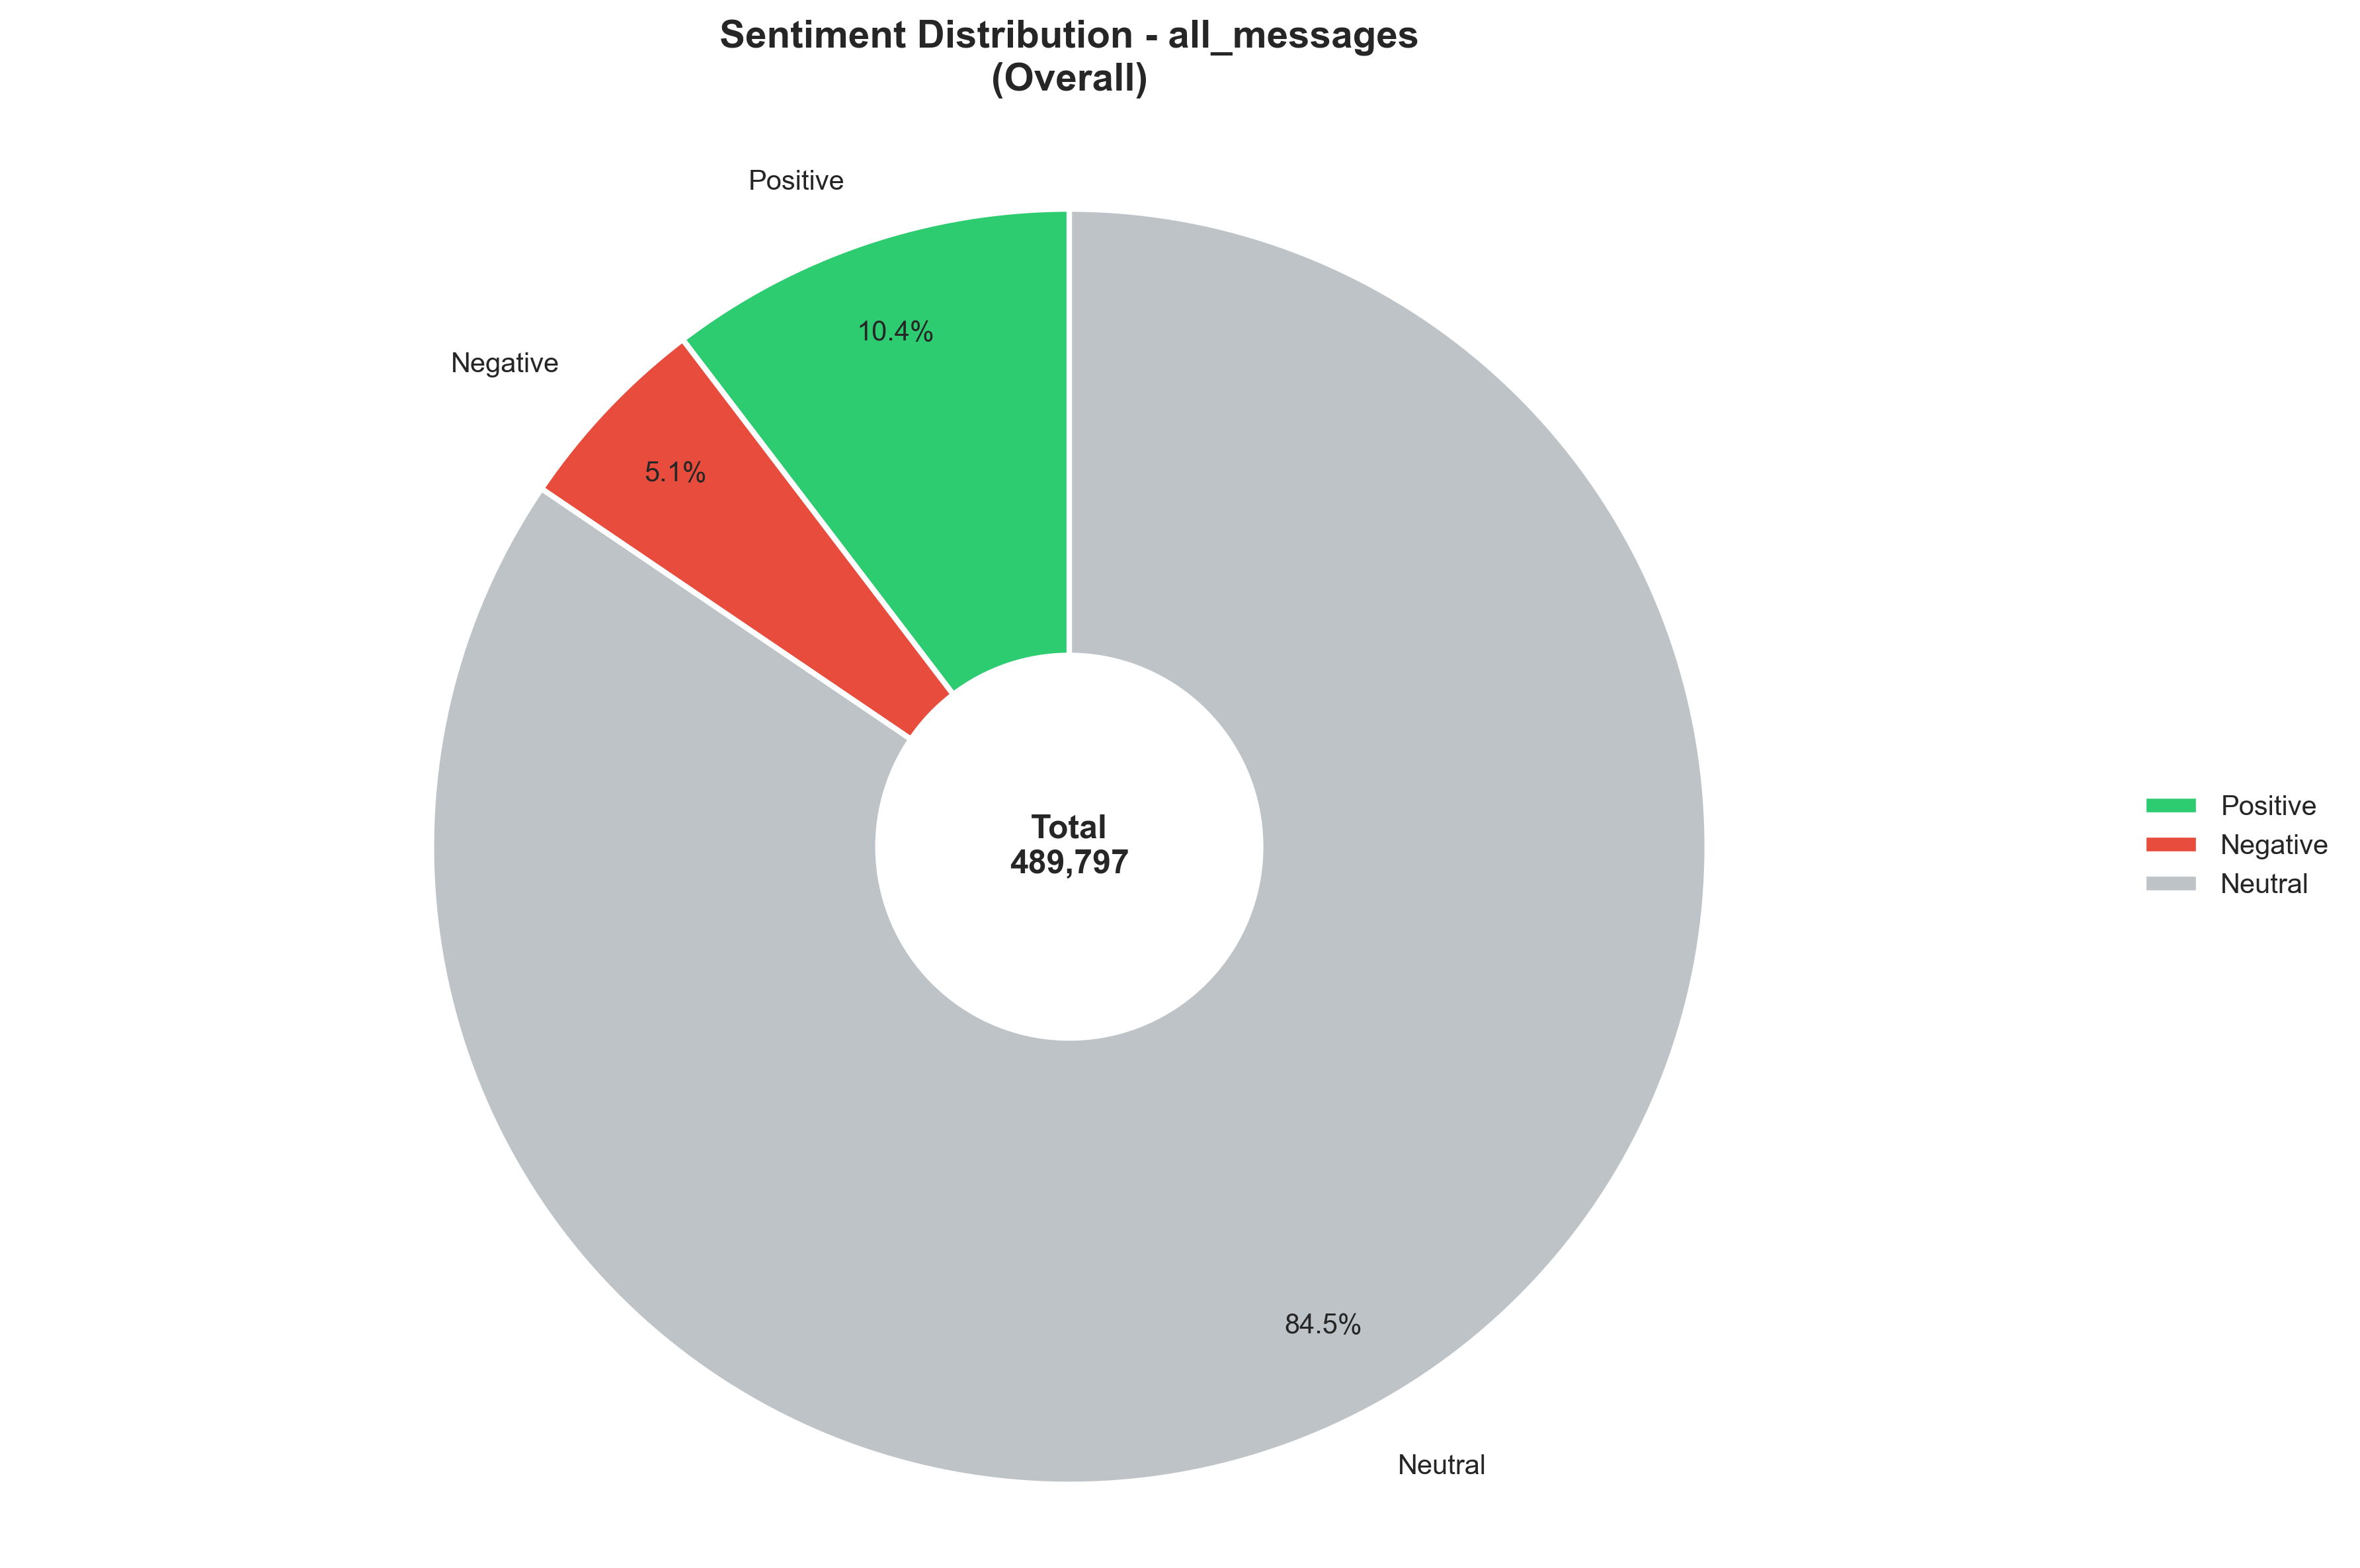 Sentiment Distribution - all_messages
(Overall)
Positive
10.4%
Negative
5.1%
Total
489,797
Positive
Negative
Neutral
84.5%
Neutral